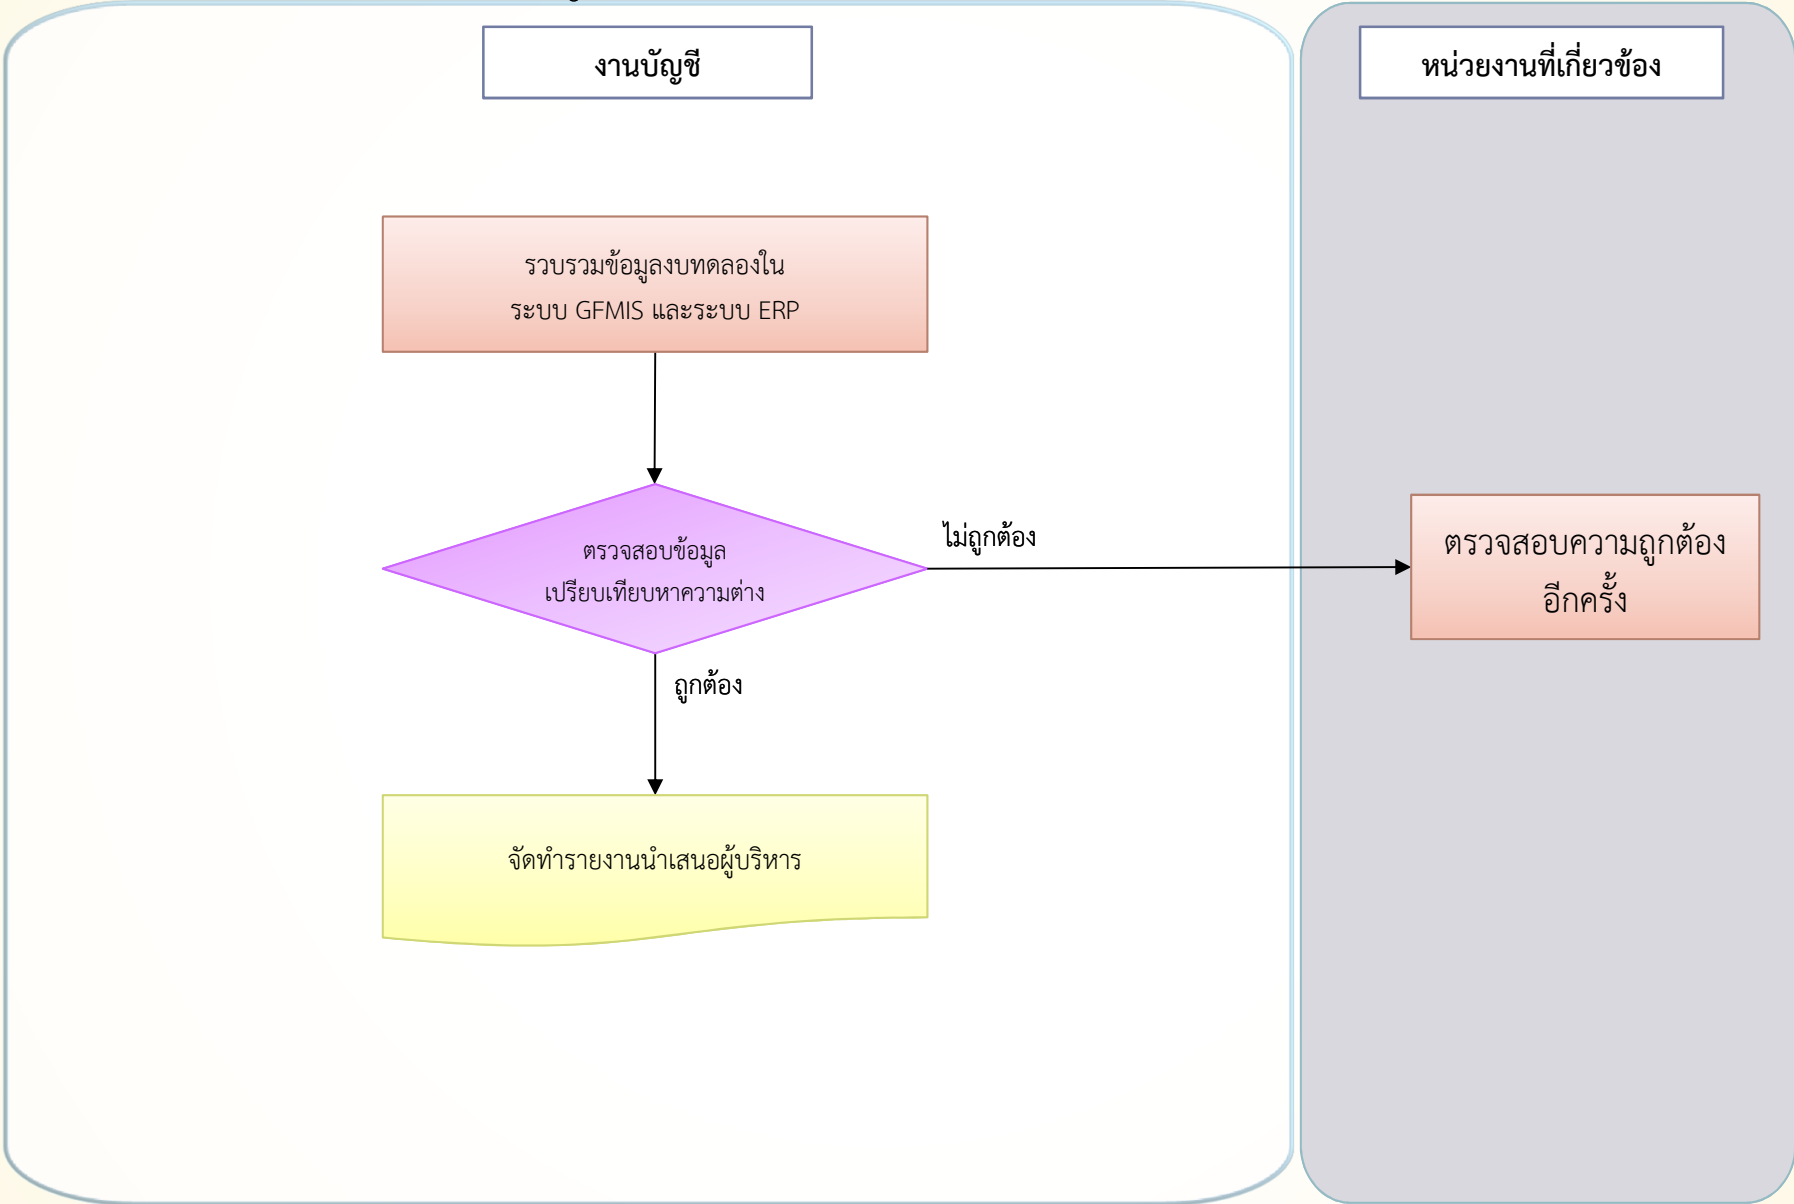 งานบัญชี
หน่วยงานที่เกี่ยวข้อง
รวบรวมข้อมูลงบทดลองใน
ระบบ GFMIS และระบบ ERP
ตรวจสอบข้อมูล
เปรียบเทียบหาความต่าง
ไม่ถูกต้อง
ตรวจสอบความถูกต้อง
อีกครั้ง
ถูกต้อง
จัดทำรายงานนำเสนอผู้บริหาร